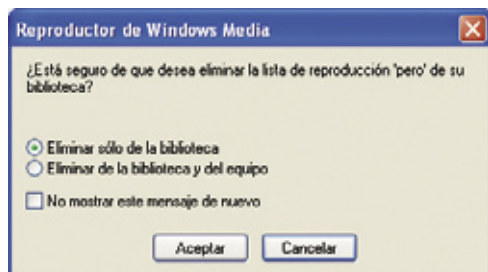 Reproductor de Windows Media
¿Está seguro de que desea eliminar la lista de reproducción 'pero' de su
biblioteca?
Eliminar sólo de la biblioteca
Eliminar de la biblioteca y del equipo
No mostrar este mensaje de nuevo
Aceptar
Cancelar